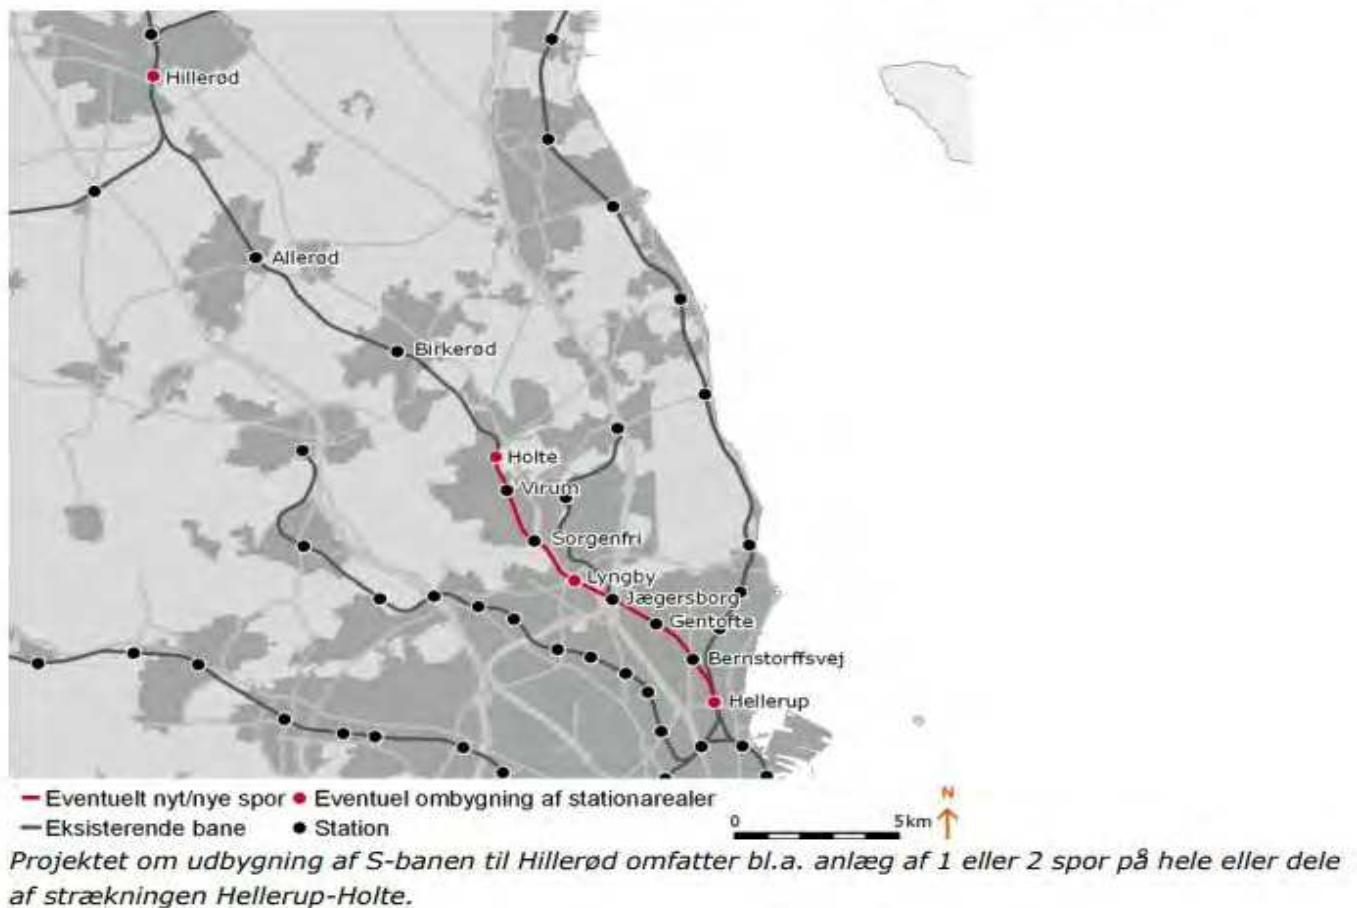 Hillerød
Allerød
Birkerød
Holte
Virum
Sorgenfri
Lyngby
Jægersborg
Gentofte
Bernstorffsvej
Hellerup
Eventuelt nyt/nye spor Eventuel ombygning af stationarealer
Eksisterende bane Station
0 5km
N
Projektet om udbygning af S-banen til Hillerød omfatter bl.a. anlæg af 1 eller 2 spor på hele eller dele
af strækningen Hellerup-Holte.